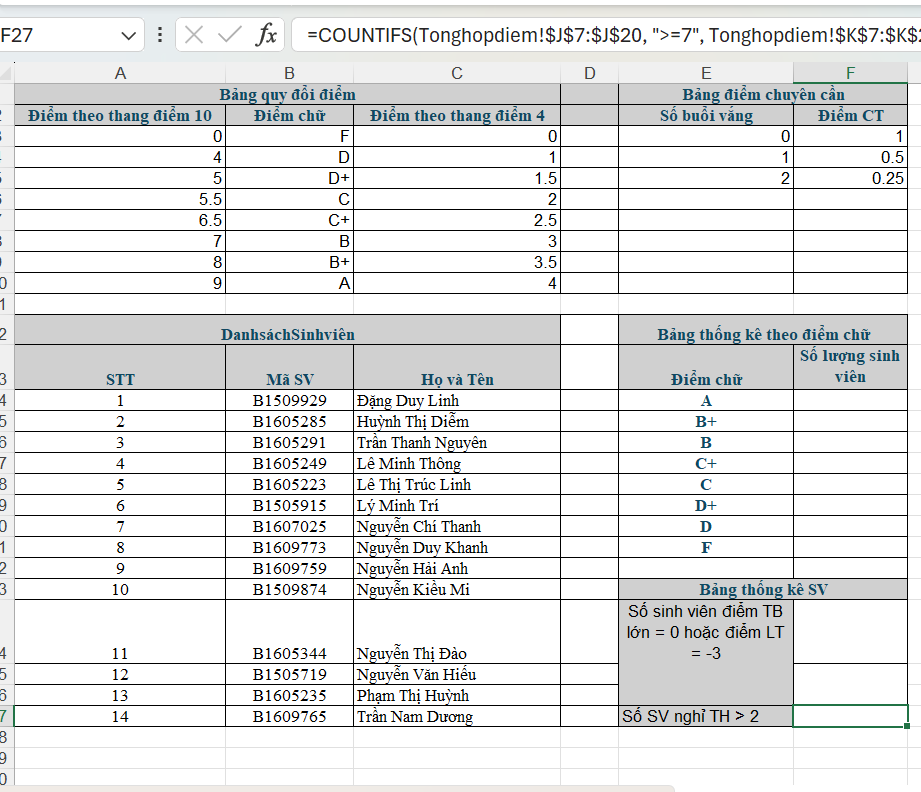 F27 fx =COUNTIFS(Tonghopdiem!$J$7:$J$20, ">=7", Tonghopdiem!$K$7:$K$2
A B C D E F
Bảng quy đổi điểm Bảng điểm chuyên cần
Điểm theo thang điểm 10 Điểm chữ Điểm theo thang điểm 4 Số buổi vắng Điểm CT
0 F 0 0 1
4 D 1 1 0.5
5 D+ 1.5 2 0.25
5.5 C 2
6.5 C+ 2.5
7 B 3
8 B+ 3.5
9 A 4
DanhsáchSinhviên Bảng thống kê theo điểm chữ
STT Mã SV Họ và Tên Điểm chữ Số lượng sinh
viên
1 B1509929 Đặng Duy Linh A
2 B1605285 Huỳnh Thị Diễm B+
3 B1605291 Trần Thanh Nguyên B
4 B1605249 Lê Minh Thông C+
5 B1605223 Lê Thị Trúc Linh C
6 B1505915 Lý Minh Trí D+
7 B1607025 Nguyễn Chí Thanh D
8 B1609773 Nguyễn Duy Khanh F
9 B1609759 Nguyễn Hải Anh
10 B1509874 Nguyễn Kiều Mi Bảng thống kê SV
Số sinh viên điểm TB
lớn = 0 hoặc điểm LT
= -3
11 B1605344 Nguyễn Thị Đào
12 B1505719 Nguyễn Văn Hiếu
13 B1605235 Phạm Thị Huỳnh
14 B1609765 Trần Nam Dương Số SV nghỉ TH > 2